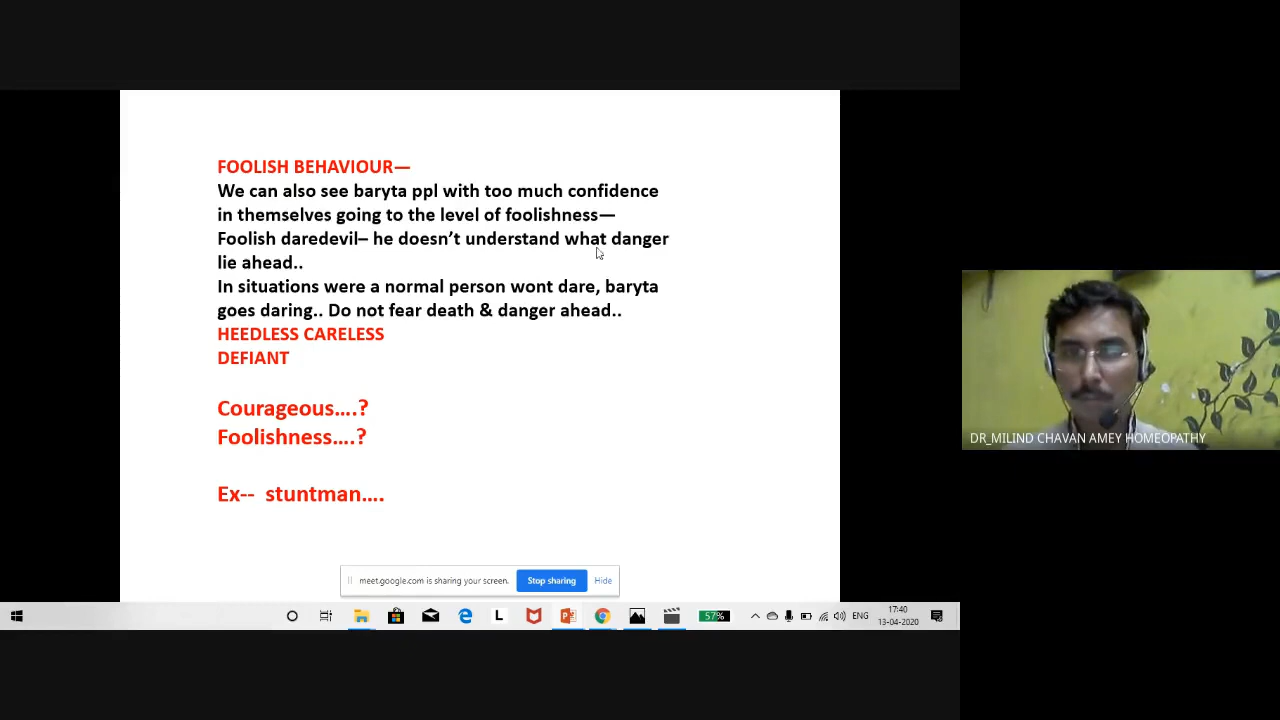 FOOLISH BEHAVIOUR—
We can also see baryta ppl with too much confidence
in themselves going to the level of foolishness—
Foolish daredevil– he doesn’t understand what danger
lie ahead..
In situations were a normal person wont dare, baryta
goes daring.. Do not fear death & danger ahead..
HEEDLESS CARELESS
DEFIANT
Courageous….?
Foolishness….?
Ex-- stuntman….
DR_MILIND CHAVAN AMEY HOMEOPATHY
meet.google.com is sharing your screen. Stop sharing Hide
L 57% ENG 17:40
13-04-2020